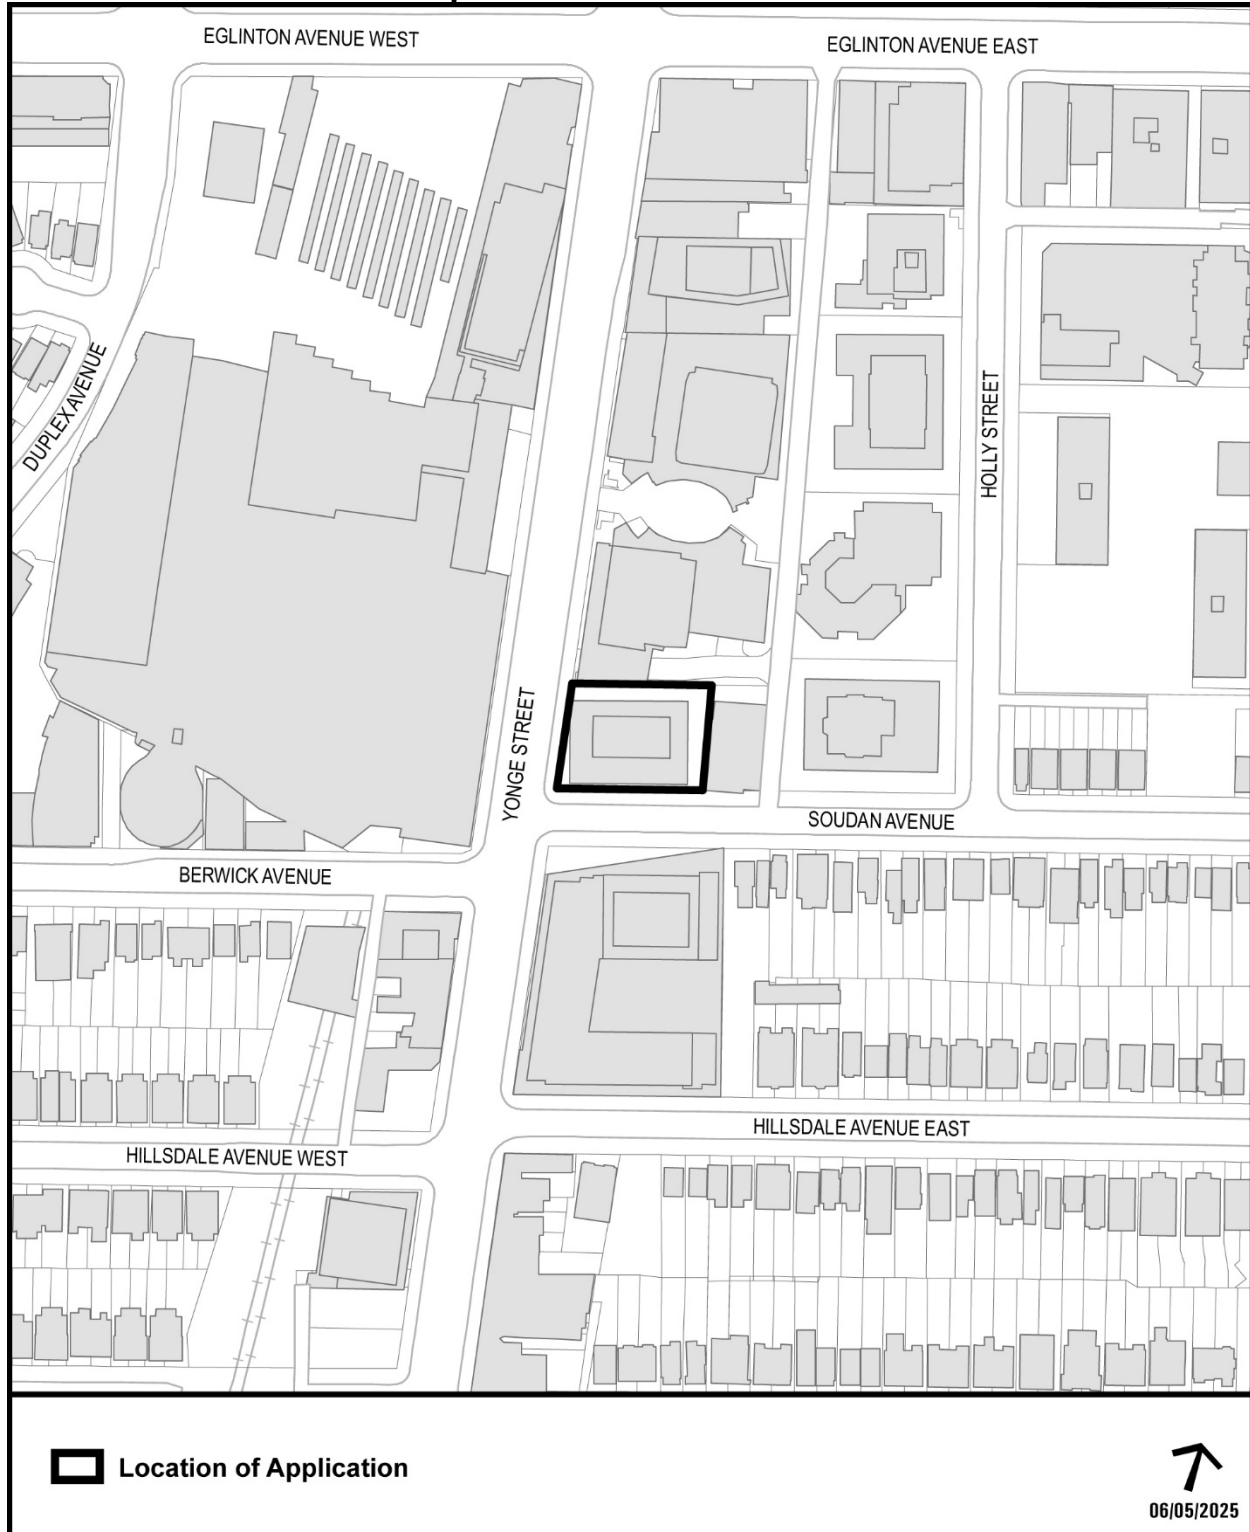 EGLINTON AVENUE WEST
EGLINTON AVENUE EAST
DUPLEX AVENUE
HOLLY STREET
YONGE STREET
SOUDAN AVENUE
BERWICK AVENUE
HILLSDALE AVENUE EAST
HILLSDALE AVENUE WEST
Location of Application
06/05/2025